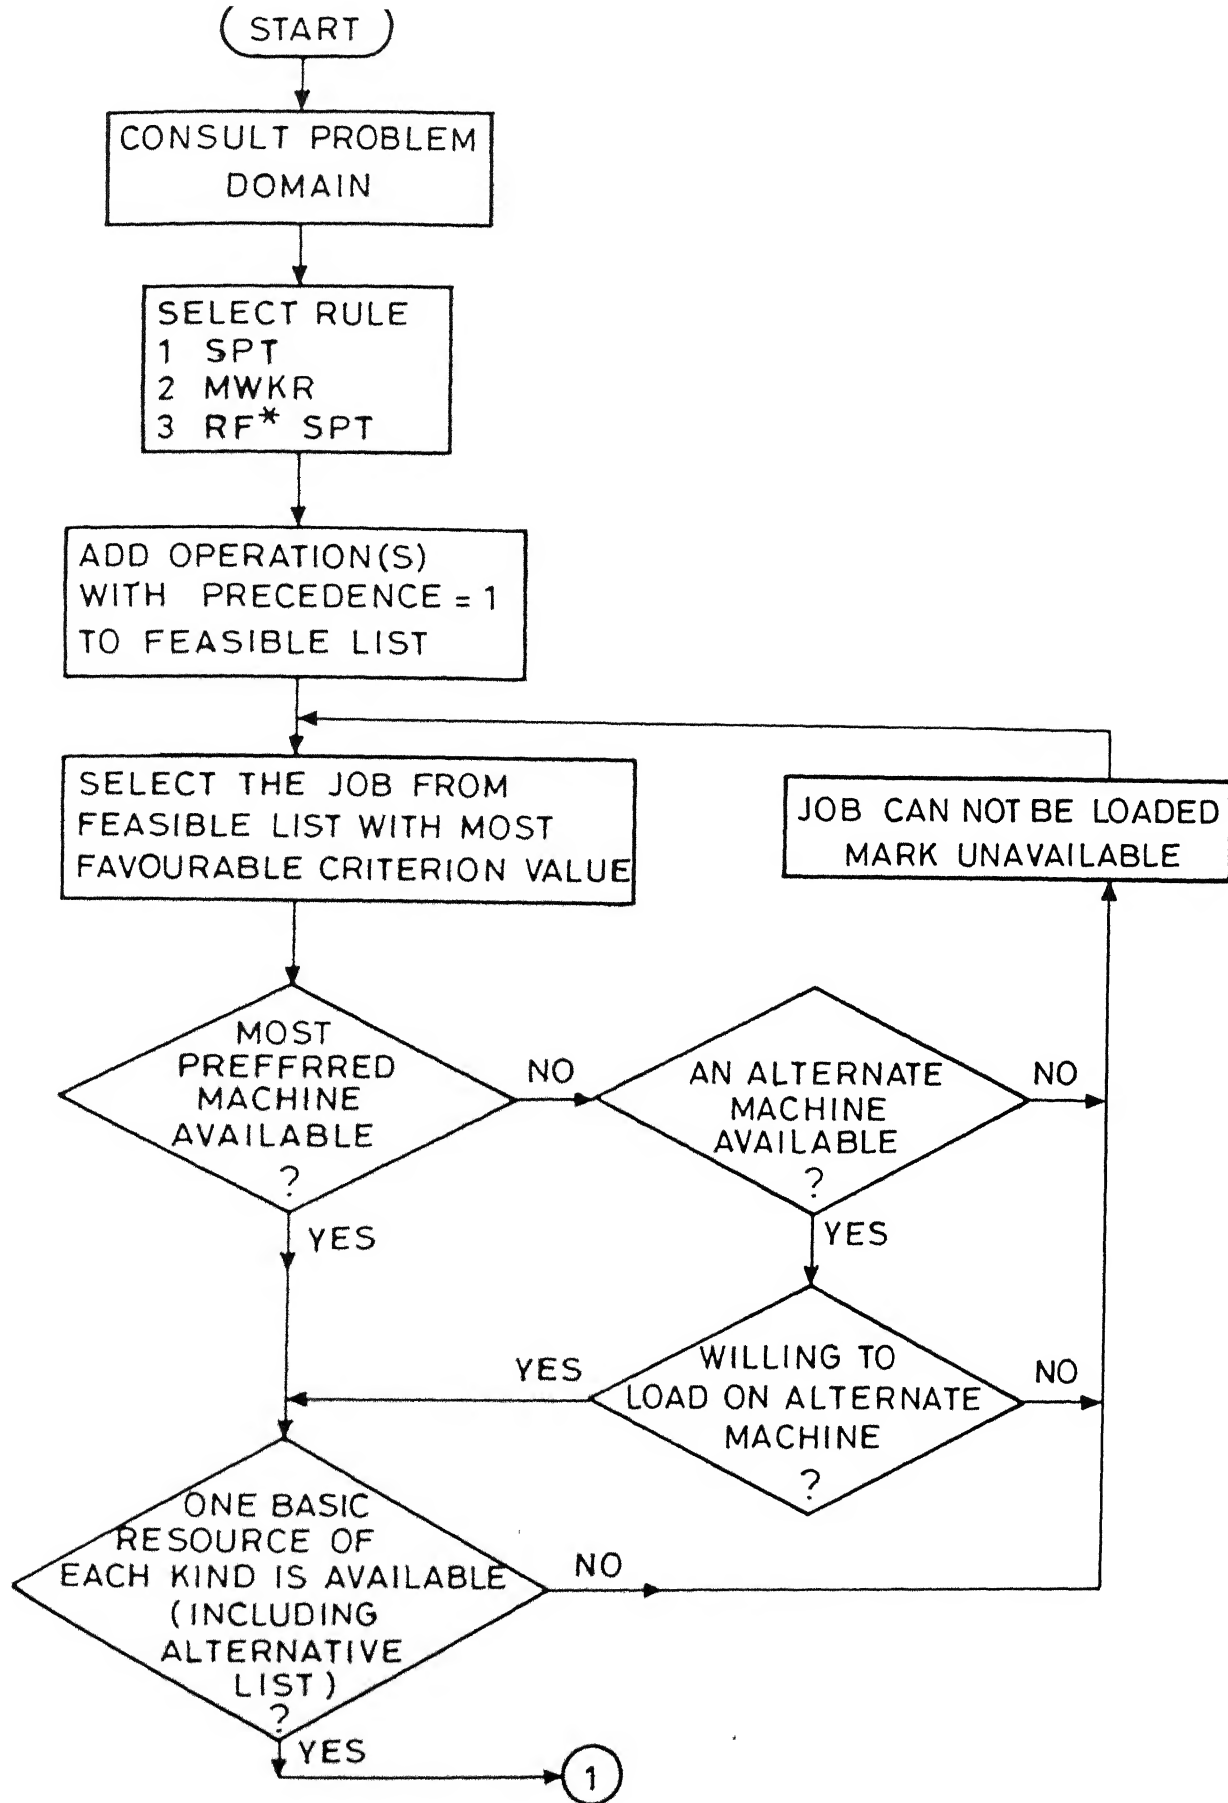 START
CONSULT PROBLEM
DOMAIN
SELECT RULE
1 SPT
2 MWKR
3 RF* SPT
ADD OPERATION(S)
WITH PRECEDENCE = 1
TO FEASIBLE LIST
SELECT THE JOB FROM
FEASIBLE LIST WITH MOST
FAVOURABLE CRITERION VALUE
JOB CAN NOT BE LOADED
MARK UNAVAILABLE
MOST
PREFFRRED
MACHINE
AVAILABLE
?
NO
AN ALTERNATE
MACHINE
AVAILABLE
?
NO
YES
YES
WILLING TO
LOAD ON ALTERNATE
MACHINE
?
YES
NO
ONE BASIC
RESOURCE OF
EACH KIND IS AVAILABLE
(INCLUDING
ALTERNATIVE
LIST)
?
NO
YES
1